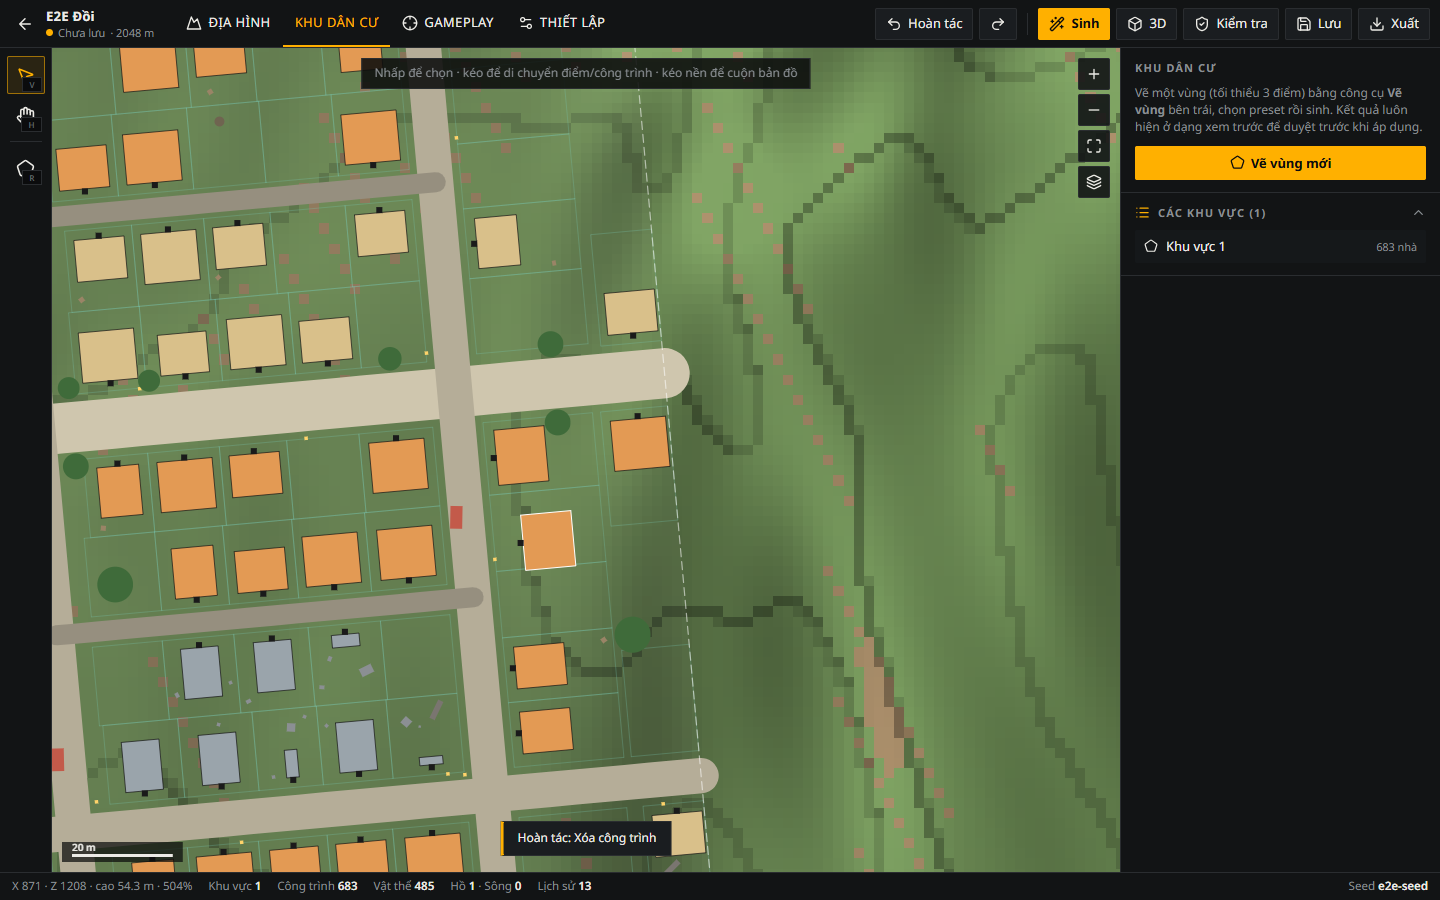 E2E Đồi
Chưa lưu · 2048 m
ĐỊA HÌNH
KHU DÂN CƯ
GAMEPLAY
THIẾT LẬP
Hoàn tác
Sinh
3D
Kiểm tra
Lưu
Xuất
V
H
R
Nhấp để chọn · kéo để di chuyển điểm/công trình · kéo nền để cuộn bản đồ
KHU DÂN CƯ
Vẽ một vùng (tối thiểu 3 điểm) bằng công cụ Vẽ
vùng bên trái, chọn preset rồi sinh. Kết quả luôn
hiện ở dạng xem trước để duyệt trước khi áp dụng.
Vẽ vùng mới
CÁC KHU VỰC (1)
Khu vực 1
683 nhà
Hoàn tác: Xóa công trình
20 m
X 871 · Z 1208 · cao 54.3 m · 504%
Khu vực 1
Công trình 683
Vật thể 485
Hồ 1 · Sông 0
Lịch sử 13
Seed e2e-seed